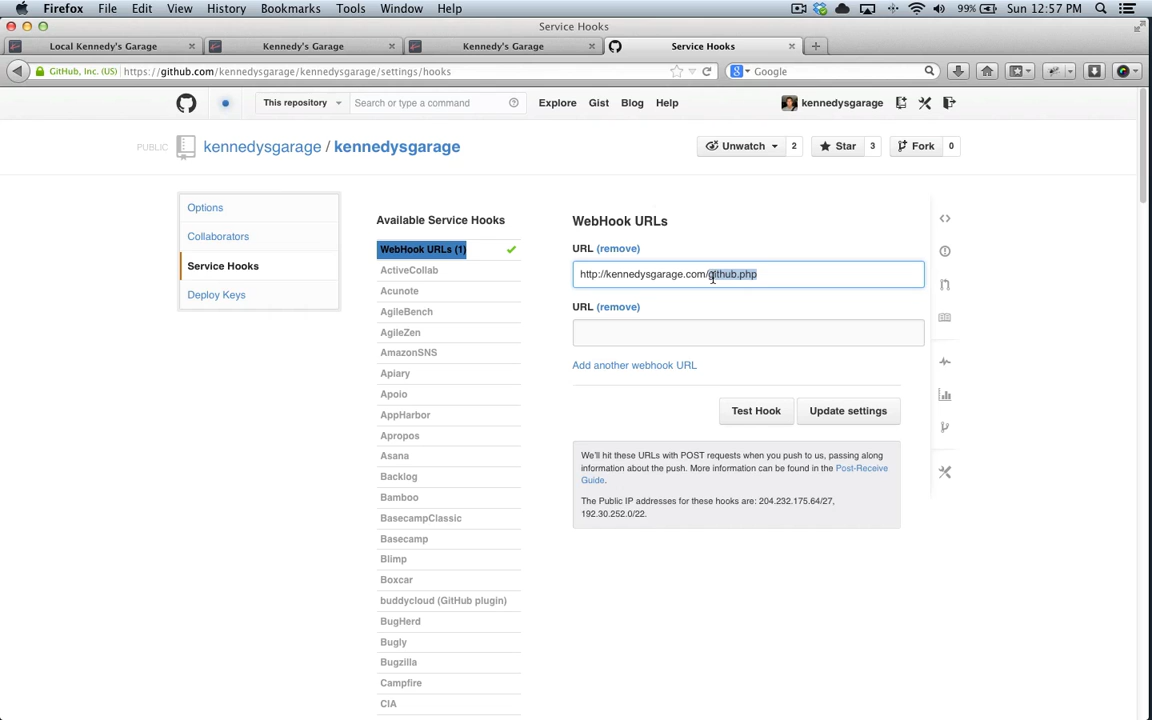 Firefox File Edit View History Bookmarks Tools Window Help 99% Sun 12:57 PM
Service Hooks
Local Kennedy's Garage Kennedy's Garage Kennedy's Garage Service Hooks
GitHub, Inc. (US) https://github.com/kennedysgarage/kennedysgarage/settings/hooks Google
This repository Search or type a command Explore Gist Blog Help kennedysgarage
PUBLIC kennedysgarage / kennedysgarage Unwatch 2 Star 3 Fork 0
Options
Collaborators
Service Hooks
Deploy Keys
Available Service Hooks
WebHook URLs (1)
ActiveCollab
Acunote
AgileBench
AgileZen
AmazonSNS
Apiary
Apoio
AppHarbor
Apropos
Asana
Backlog
Bamboo
BasecampClassic
Basecamp
Blimp
Boxcar
buddycloud (GitHub plugin)
BugHerd
Bugly
Bugzilla
Campfire
CIA
WebHook URLs
URL (remove)
http://kennedysgarage.com/github.php
URL (remove)
Add another webhook URL
Test Hook Update settings
We'll hit these URLs with POST requests when you push to us, passing along
information about the push. More information can be found in the Post-Receive
Guide.
The Public IP addresses for these hooks are: 204.232.175.64/27,
192.30.252.0/22.